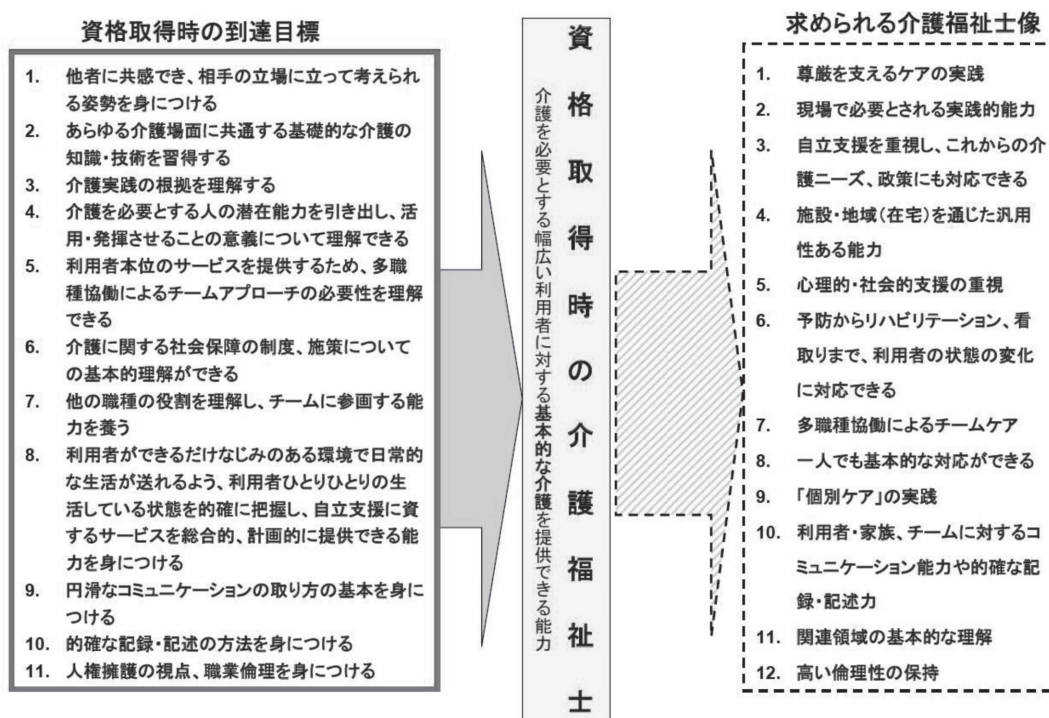 資格取得時の到達目標
1. 他者に共感でき、相手の立場に立って考えられ
る姿勢を身につける
2. あらゆる介護場面に共通する基礎的な介護の
知識・技術を習得する
3. 介護実践の根拠を理解する
4. 介護を必要とする人の潜在能力を引き出し、活
用・発揮させることの意義について理解できる
5. 利用者本位のサービスを提供するため、多職
種協働によるチームアプローチの必要性を理解
できる
6. 介護に関する社会保障の制度、施策について
の基本的理解ができる
7. 他の職種の役割を理解し、チームに参画する能
力を養う
8. 利用者ができるだけなじみのある環境で日常的
な生活が送れるよう、利用者ひとりひとりの生
活している状態を的確に把握し、自立支援に資
するサービスを総合的、計画的に提供できる能
力を身につける
9. 円滑なコミュニケーションの取り方の基本を身に
つける
10. 的確な記録・記述の方法を身につける
11. 人権擁護の視点、職業倫理を身につける
資格取得時の介護福祉士
介護を必要とする幅広い利用者に対する基本的な介護を提供できる能力
求められる介護福祉士像
1. 尊厳を支えるケアの実践
2. 現場で必要とされる実践的能力
3. 自立支援を重視し、これからの介
護ニーズ、政策にも対応できる
4. 施設・地域(在宅)を通じた汎用
性ある能力
5. 心理的・社会的支援の重視
6. 予防からリハビリテーション、看
取りまで、利用者の状態の変化
に対応できる
7. 多職種協働によるチームケア
8. 一人でも基本的な対応ができる
9. 「個別ケア」の実践
10. 利用者・家族、チームに対するコ
ミュニケーション能力や的確な記
録・記述力
11. 関連領域の基本的な理解
12. 高い倫理性の保持